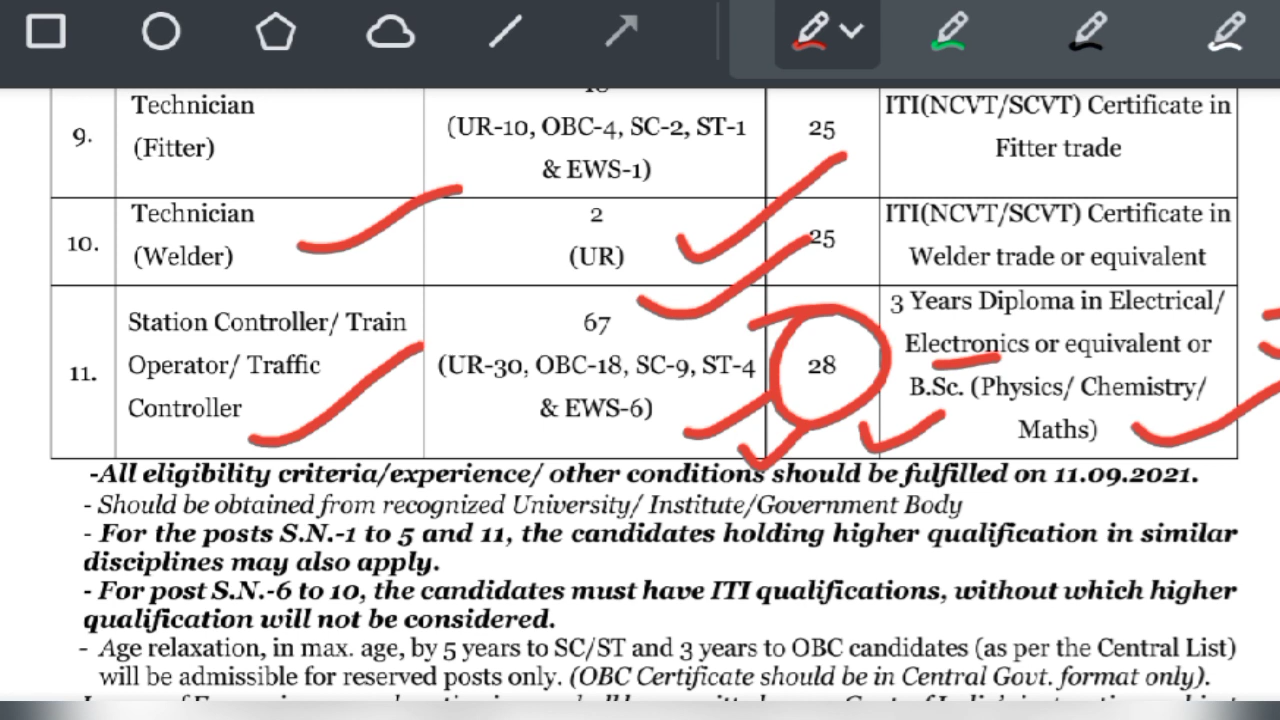 9.
Technician
(Fitter)
(UR-10, OBC-4, SC-2, ST-1
& EWS-1)
25
ITI(NCVT/SCVT) Certificate in
Fitter trade
10.
Technician
(Welder)
2
(UR)
25
ITI(NCVT/SCVT) Certificate in
Welder trade or equivalent
11.
Station Controller/ Train
Operator/ Traffic
Controller
67
(UR-30, OBC-18, SC-9, ST-4
& EWS-6)
28
3 Years Diploma in Electrical/
Electronics or equivalent or
B.Sc. (Physics/ Chemistry/
Maths)
-All eligibility criteria/experience/ other conditions should be fulfilled on 11.09.2021.
- Should be obtained from recognized University/ Institute/Government Body
- For the posts S.N.-1 to 5 and 11, the candidates holding higher qualification in similar
disciplines may also apply.
- For post S.N.-6 to 10, the candidates must have ITI qualifications, without which higher
qualification will not be considered.
- Age relaxation, in max. age, by 5 years to SC/ST and 3 years to OBC candidates (as per the Central List)
will be admissible for reserved posts only. (OBC Certificate should be in Central Govt. format only).